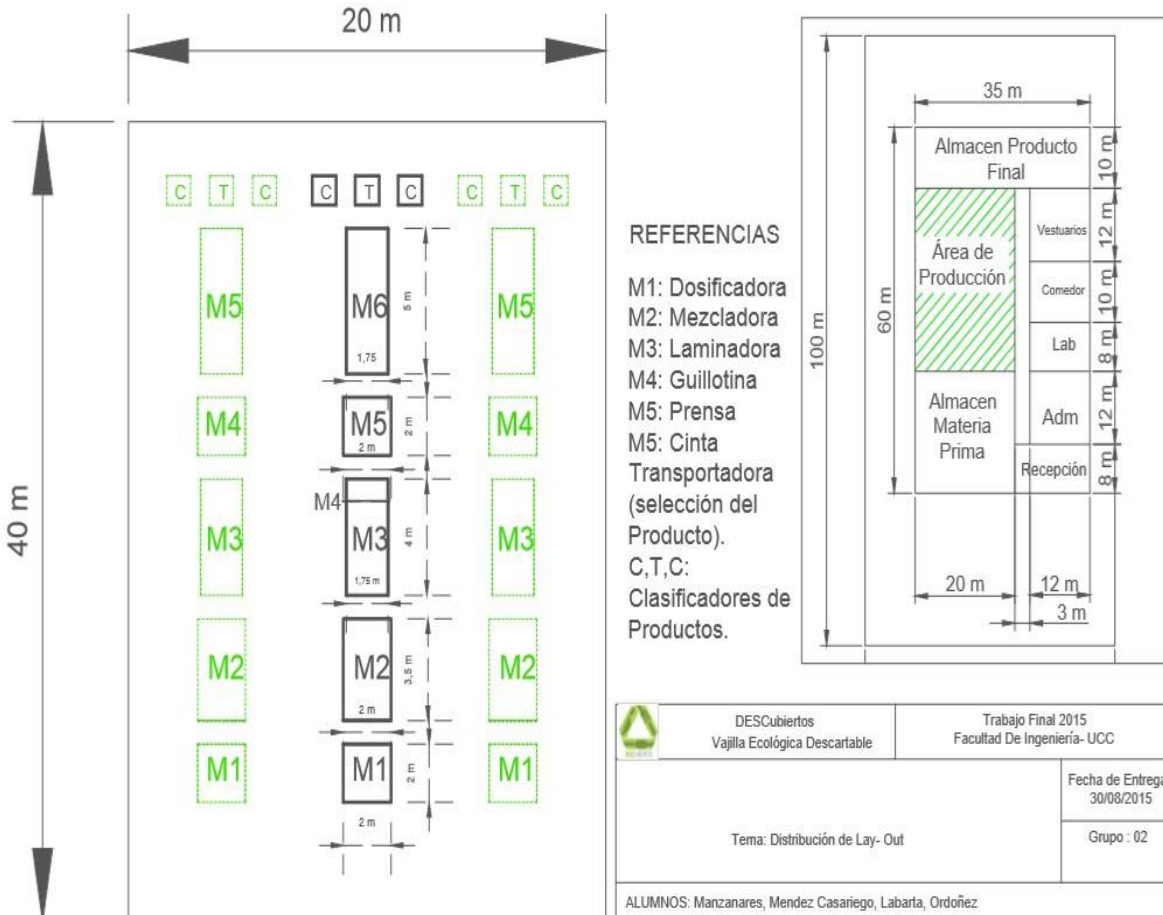 20 m
40 m
C T C
C T C
C T C
M5
M6
M5
5 m
1,75
M4
M5
M4
2 m
2 m
M4
M3
M3
M3
4 m
1,75 m
M2
M2
M2
3,5 m
2 m
M1
M1
M1
2 m
2 m
REFERENCIAS
M1: Dosificadora
M2: Mezcladora
M3: Laminadora
M4: Guillotina
M5: Prensa
M5: Cinta
Transportadora
(selección del
Producto).
C,T,C:
Clasificadores de
Productos.
35 m
100 m
60 m
Almacen Producto
Final
10 m
Área de
Producción
Vestuarios
12 m
Comedor
10 m
Lab
8 m
Almacen
Materia
Prima
Adm
12 m
Recepción
8 m
20 m
12 m
3 m
DESCubiertos
Vajilla Ecológica Descartable
Trabajo Final 2015
Facultad De Ingeniería- UCC
Fecha de Entrega
30/08/2015
Tema: Distribución de Lay- Out
Grupo : 02
ALUMNOS: Manzanares, Mendez Casariego, Labarta, Ordoñez